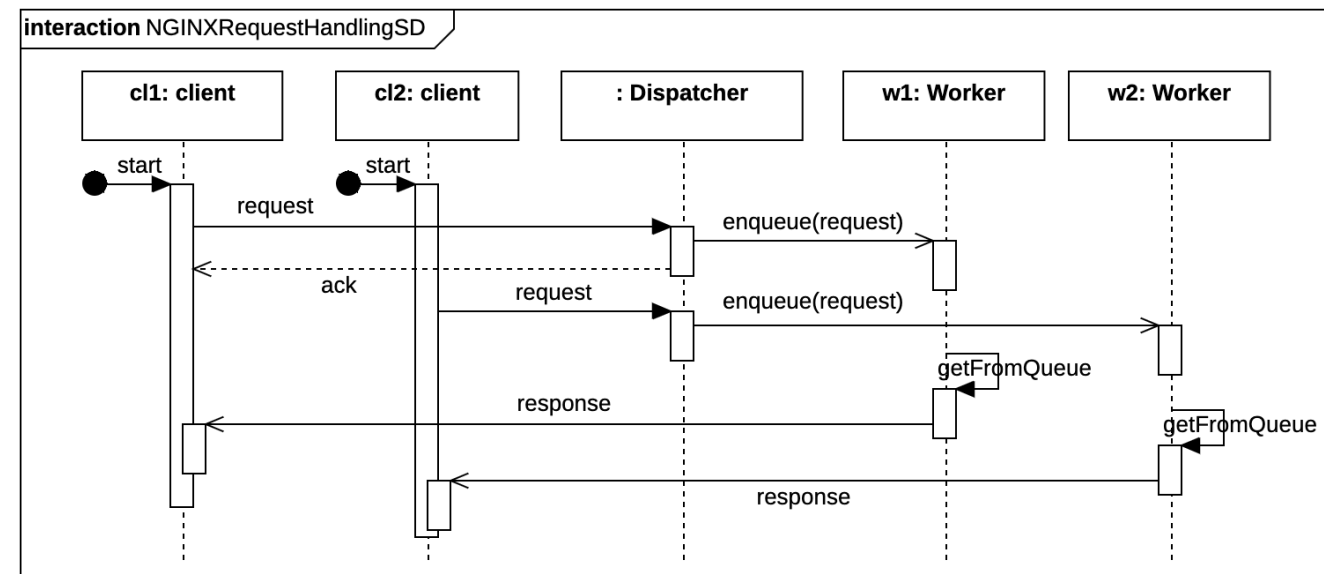 interaction NGINXRequestHandlingSD
cl1: client
cl2: client
: Dispatcher
w1: Worker
w2: Worker
start
start
request
enqueue(request)
ack
request
enqueue(request)
getFromQueue
response
getFromQueue
response